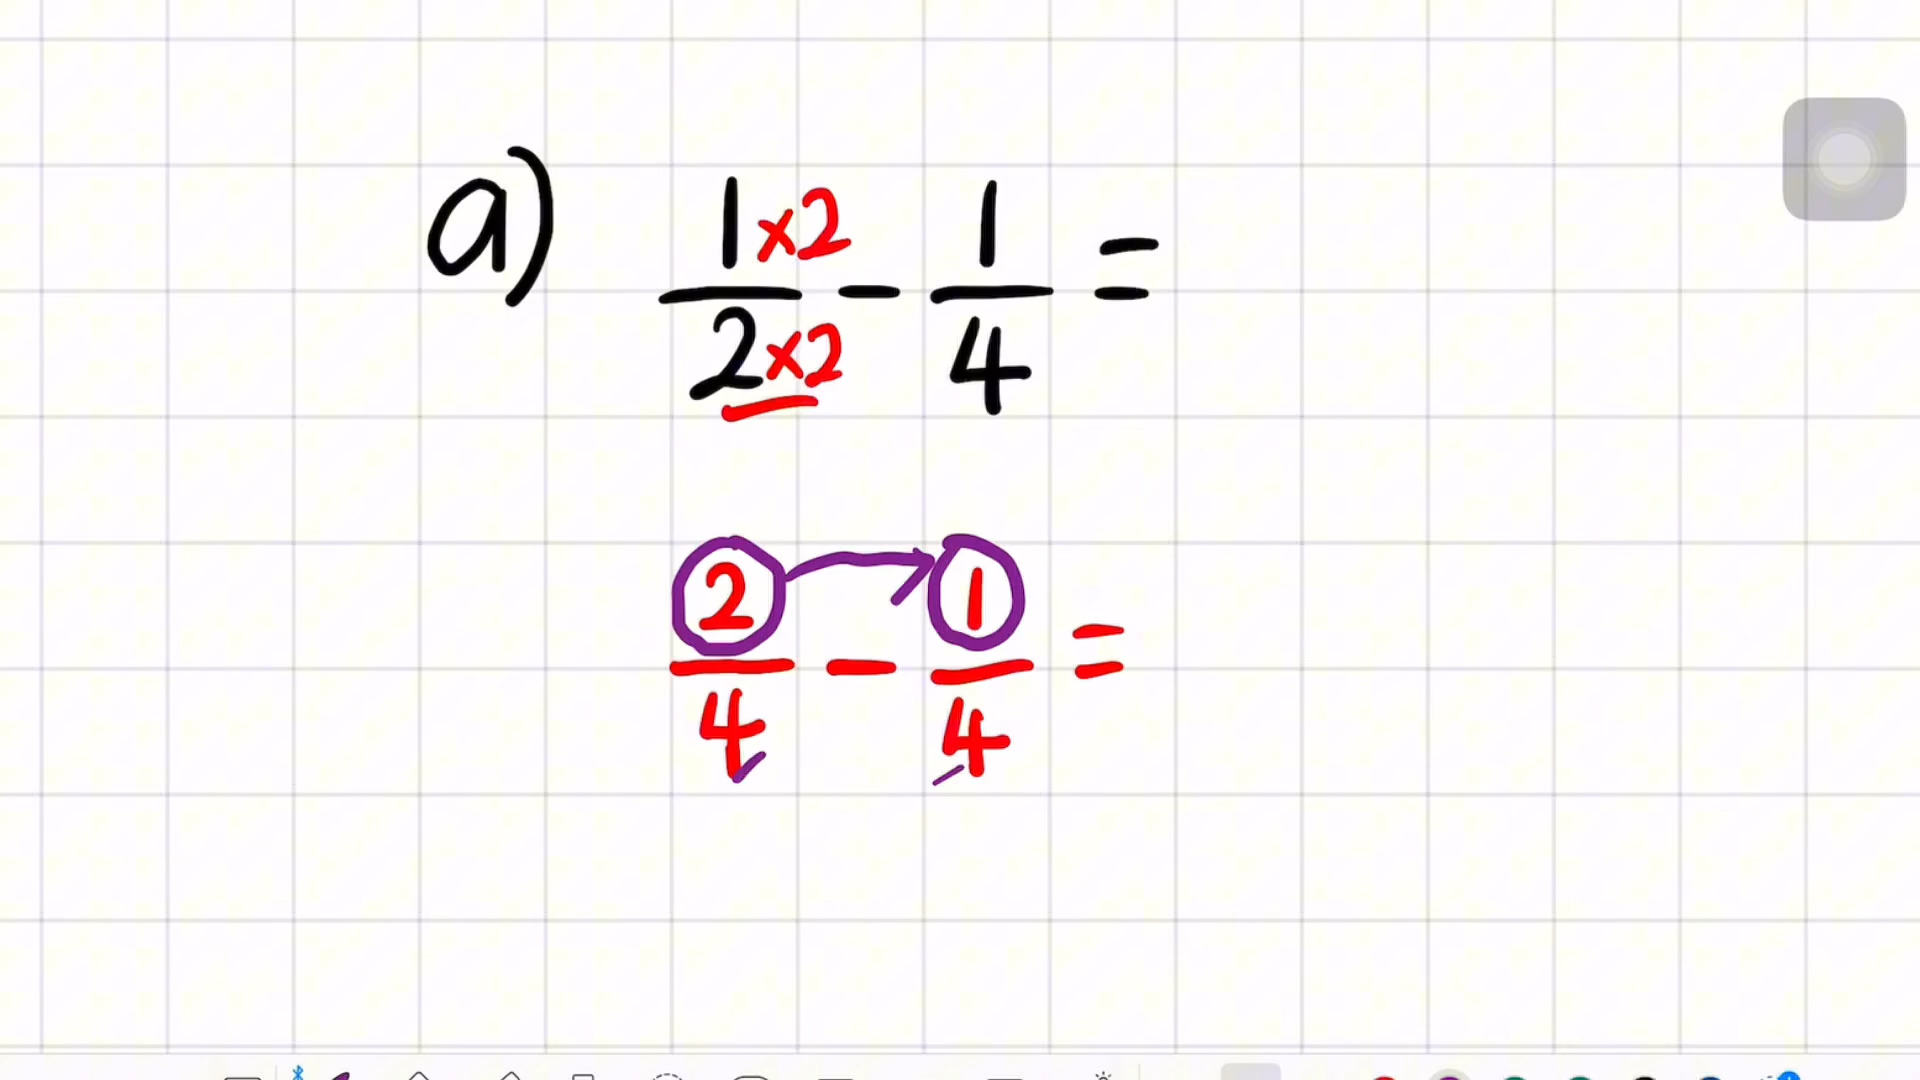 a) 1×2/2×2 - 1/4 =
2/4 - 1/4 =